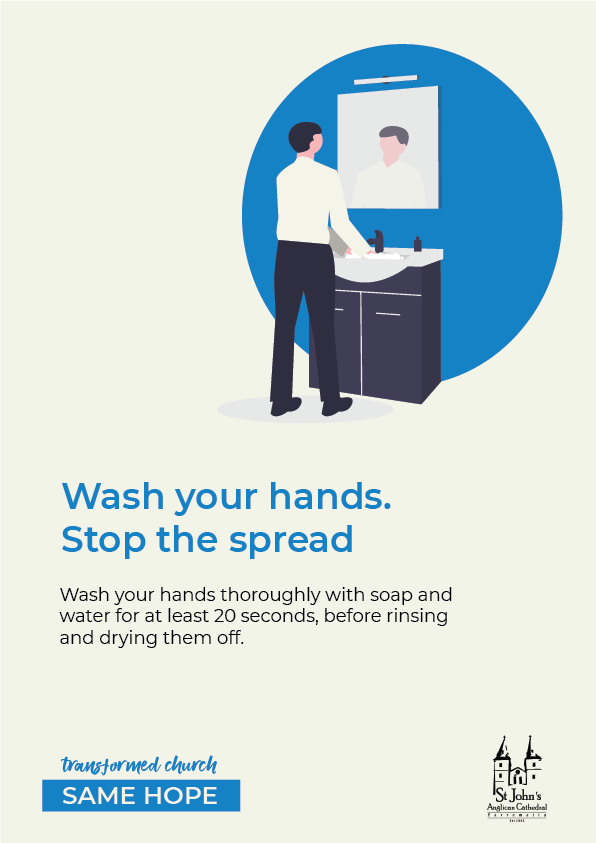 Wash your hands.
Stop the spread
Wash your hands thoroughly with soap and
water for at least 20 seconds, before rinsing
and drying them off.
transformed church
SAME HOPE
St John's
Anglican Cathedral
Parramatta